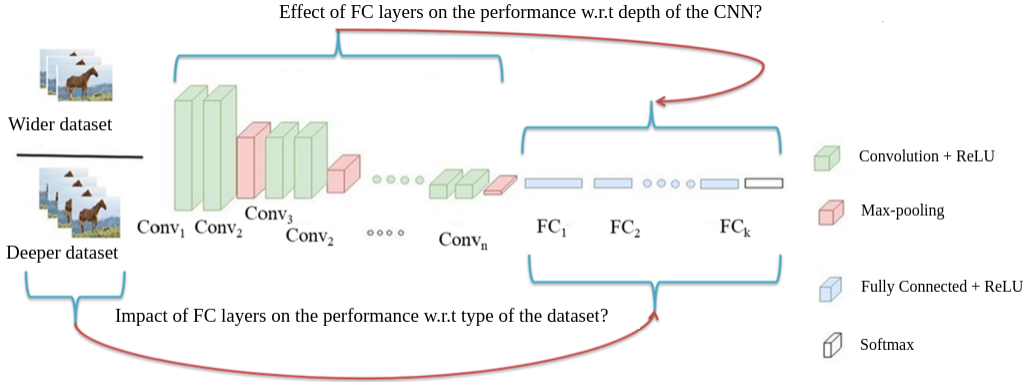 Effect of FC layers on the performance w.r.t depth of the CNN?
Wider dataset
Deeper dataset
Conv1 Conv2
Conv3
Conv2
Convn
FC1
FC2
FCk
Convolution + ReLU
Max-pooling
Fully Connected + ReLU
Softmax
Impact of FC layers on the performance w.r.t type of the dataset?